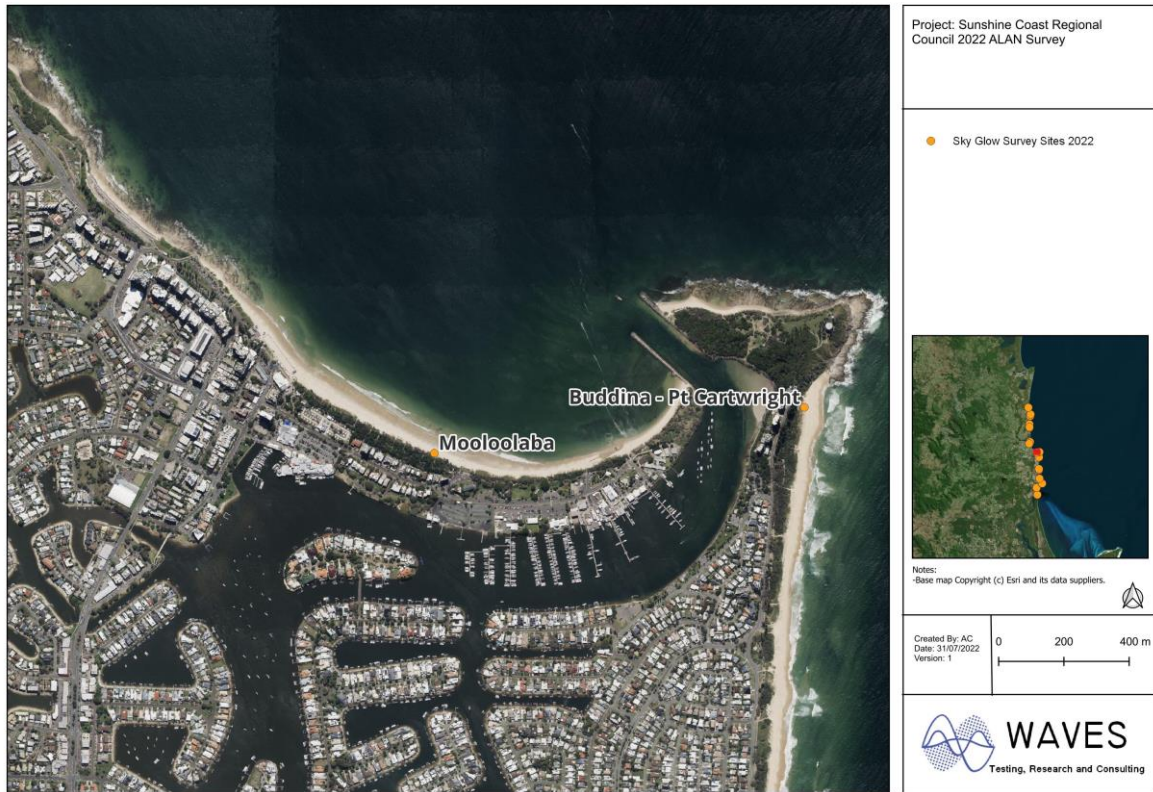 Buddina - Pt Cartwright
Mooloolaba
Project: Sunshine Coast Regional
Council 2022 ALAN Survey
Sky Glow Survey Sites 2022
Notes:
-Base map Copyright (c) Esri and its data suppliers.
Created By: AC
Date: 31/07/2022
Version: 1
0 200 400 m
WAVES
Testing, Research and Consulting